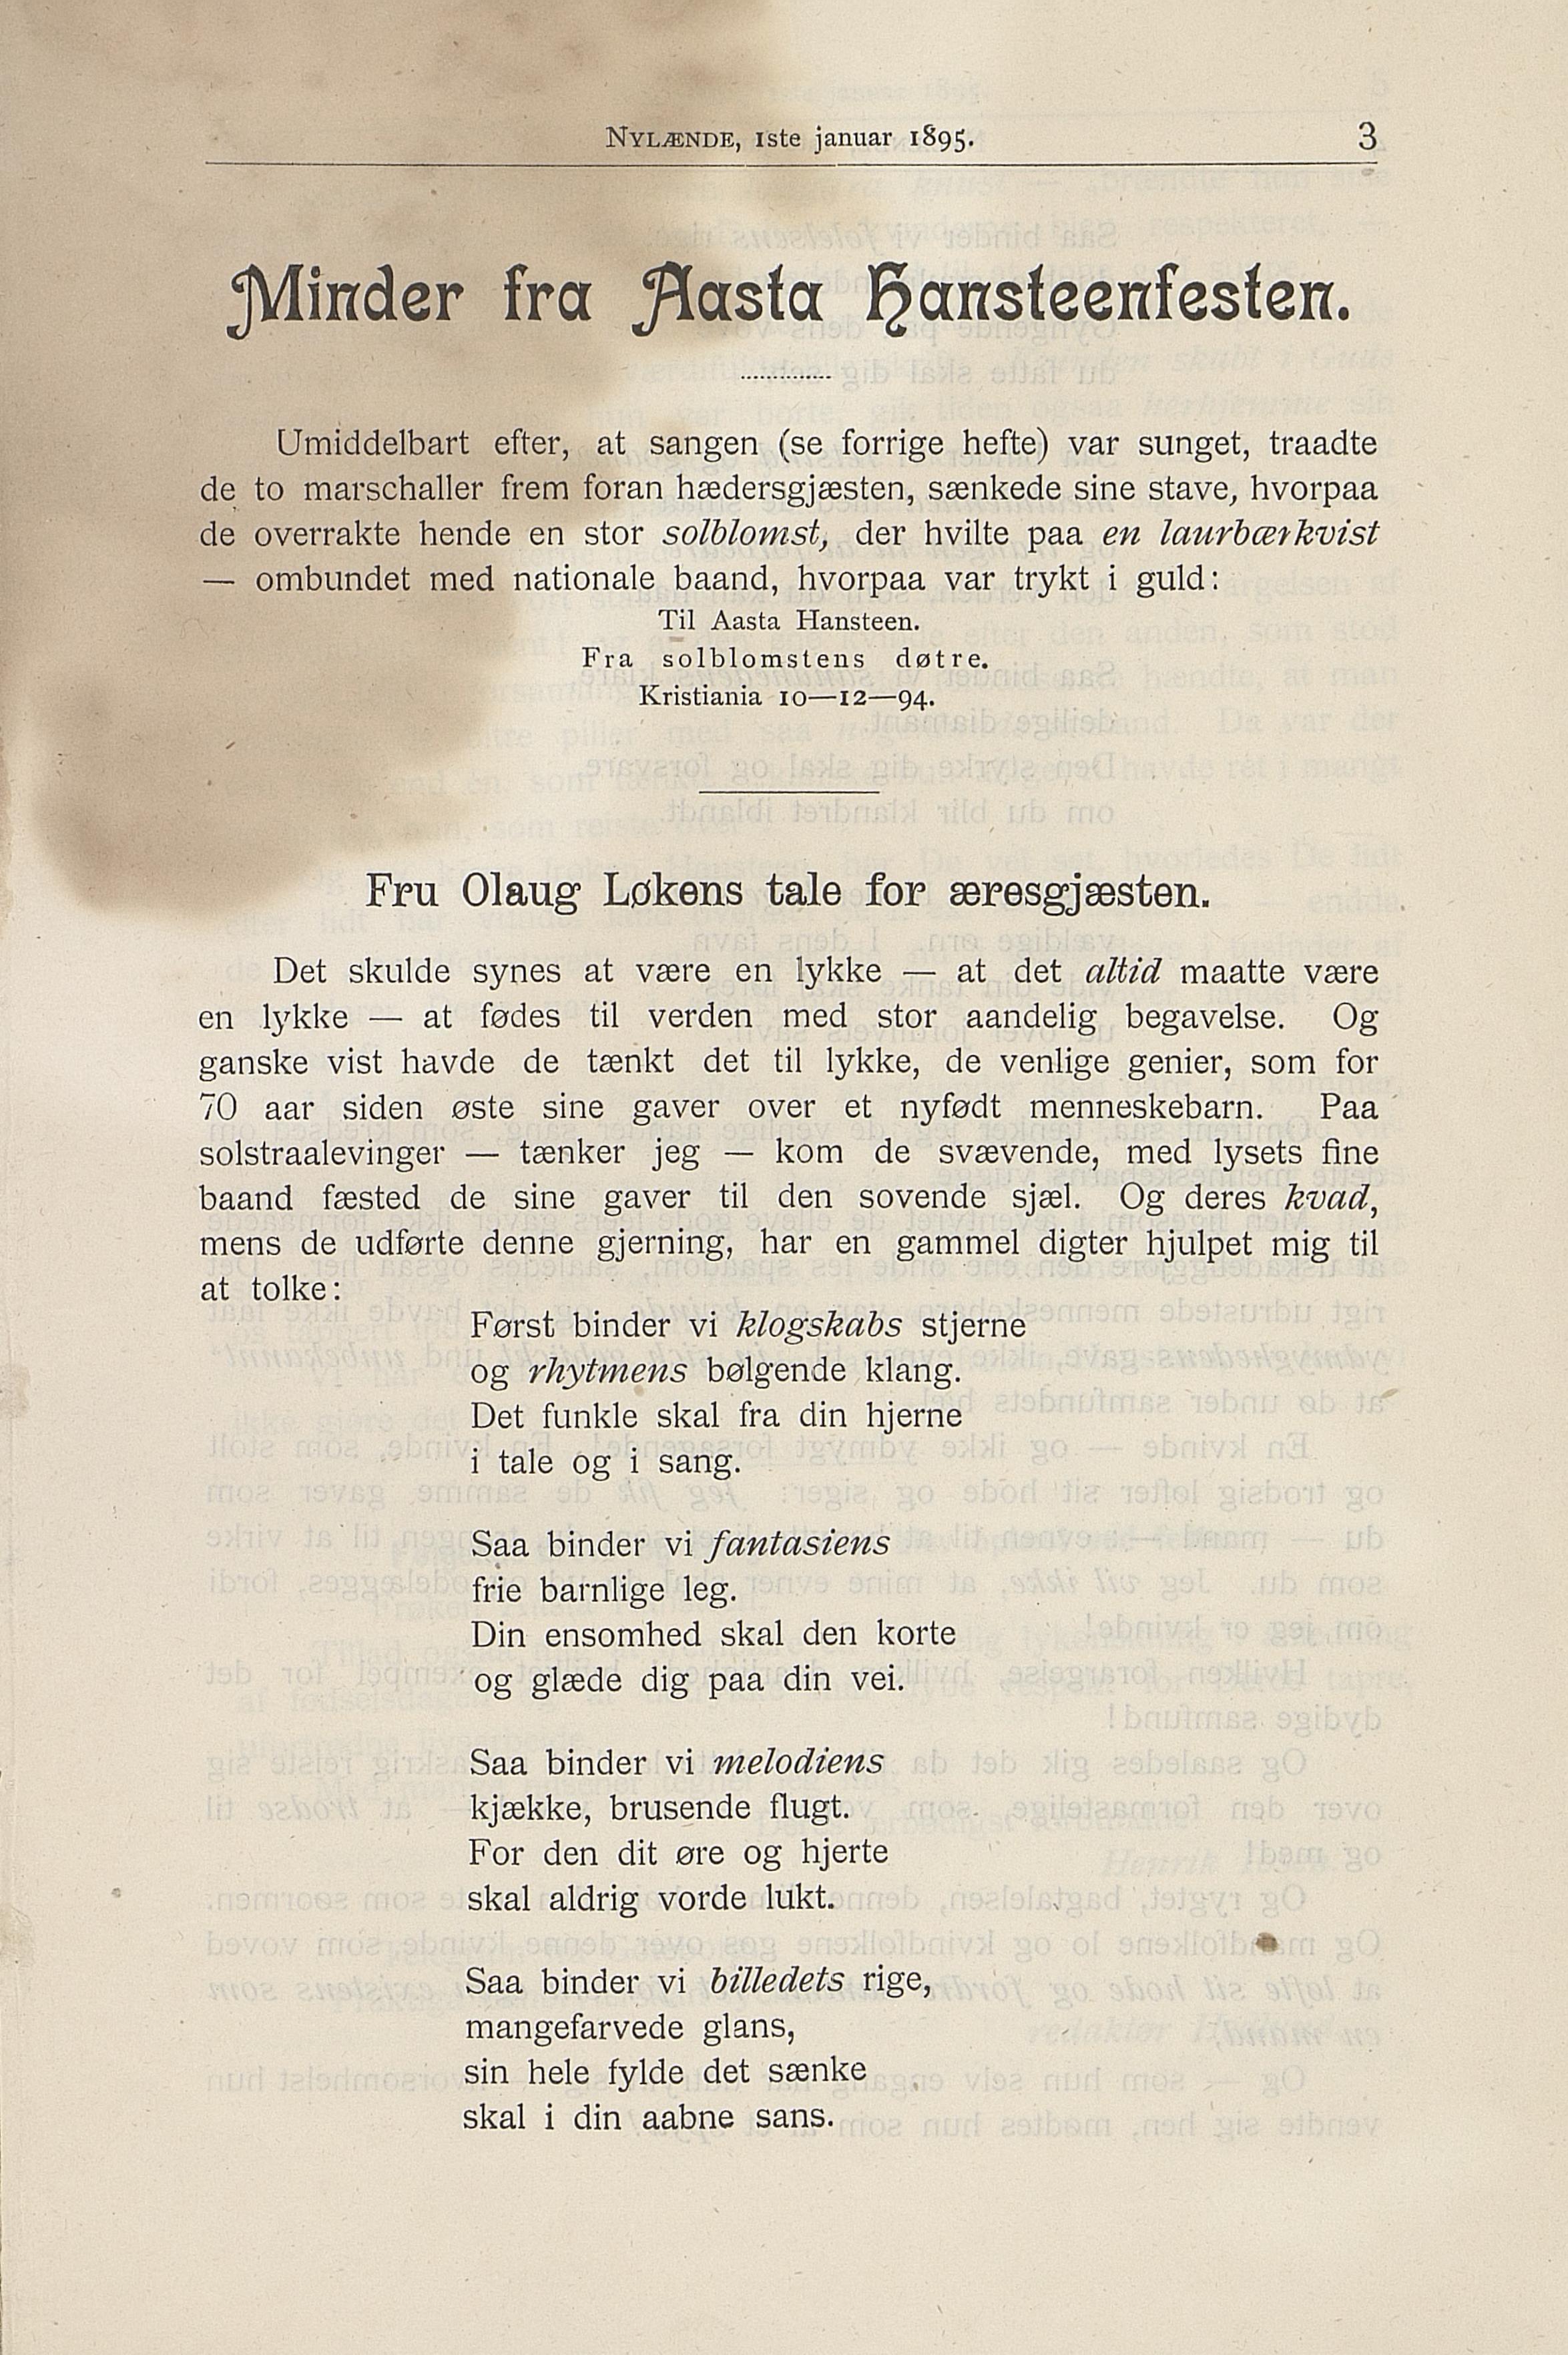 NYLÆNDE, 1ste januar 1895.
3
Minder fra Aasta Hansteenfesten.
Umiddelbart efter, at sangen (se forrige hefte) var sunget, traadte
de to marschaller frem foran hædersgjæsten, sænkede sine stave, hvorpaa
de overrakte hende en stor solblomst, der hvilte paa en laurbærkvist
— ombundet med nationale baand, hvorpaa var trykt i guld:
Til Aasta Hansteen.
Fra solblomstens døtre.
Kristiania 10—12—94.
Fru Olaug Løkens tale for æresgjæsten.
Det skulde synes at være en lykke — at det altid maatte være
en lykke — at fødes til verden med stor aandelig begavelse. Og
ganske vist havde de tænkt det til lykke, de venlige genier, som for
70 aar siden øste sine gaver over et nyfødt menneskebarn. Paa
solstraalevinger — tænker jeg — kom de svævende, med lysets fine
baand fæsted de sine gaver til den sovende sjæl. Og deres kvad,
mens de udførte denne gjerning, har en gammel digter hjulpet mig til
at tolke:
Først binder vi klogskabs stjerne
og rhytmens bølgende klang.
Det funkle skal fra din hjerne
i tale og i sang.
Saa binder vi fantasiens
frie barnlige leg.
Din ensomhed skal den korte
og glæde dig paa din vei.
Saa binder vi melodiens
kjække, brusende flugt.
For den dit øre og hjerte
skal aldrig vorde lukt.
Saa binder vi billedets rige,
mangefarvede glans,
sin hele fylde det sænke
skal i din aabne sans.